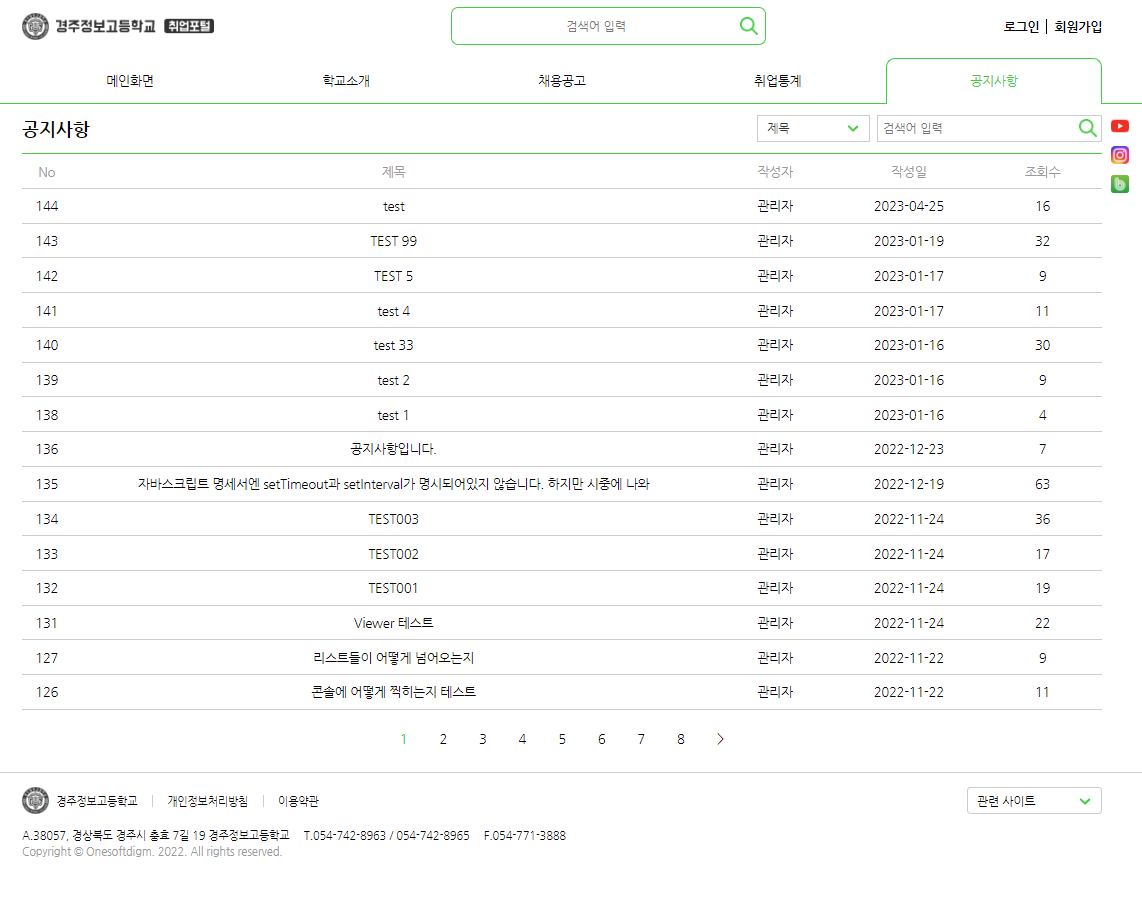 경주정보고등학교 취업포털 검색어 입력 로그인 | 회원가입
메인화면 학교소개 채용공고 취업통계 공지사항
공지사항 제목 검색어 입력
No 제목 작성자 작성일 조회수
144 test 관리자 2023-04-25 16
143 TEST 99 관리자 2023-01-19 32
142 TEST 5 관리자 2023-01-17 9
141 test 4 관리자 2023-01-17 11
140 test 33 관리자 2023-01-16 30
139 test 2 관리자 2023-01-16 9
138 test 1 관리자 2023-01-16 4
136 공지사항입니다. 관리자 2022-12-23 7
135 자바스크립트 명세서엔 setTimeout과 setInterval가 명시되어있지 않습니다. 하지만 시중에 나와 관리자 2022-12-19 63
134 TEST003 관리자 2022-11-24 36
133 TEST002 관리자 2022-11-24 17
132 TEST001 관리자 2022-11-24 19
131 Viewer 테스트 관리자 2022-11-24 22
127 리스트들이 어떻게 넘어오는지 관리자 2022-11-22 9
126 콘솔에 어떻게 찍히는지 테스트 관리자 2022-11-22 11
1 2 3 4 5 6 7 8 >
경주정보고등학교 | 개인정보처리방침 | 이용약관 관련 사이트
A.38057, 경상북도 경주시 충효 7길 19 경주정보고등학교 T.054-742-8963 / 054-742-8965 F.054-771-3888
Copyright © Onesoftdigm. 2022. All rights reserved.